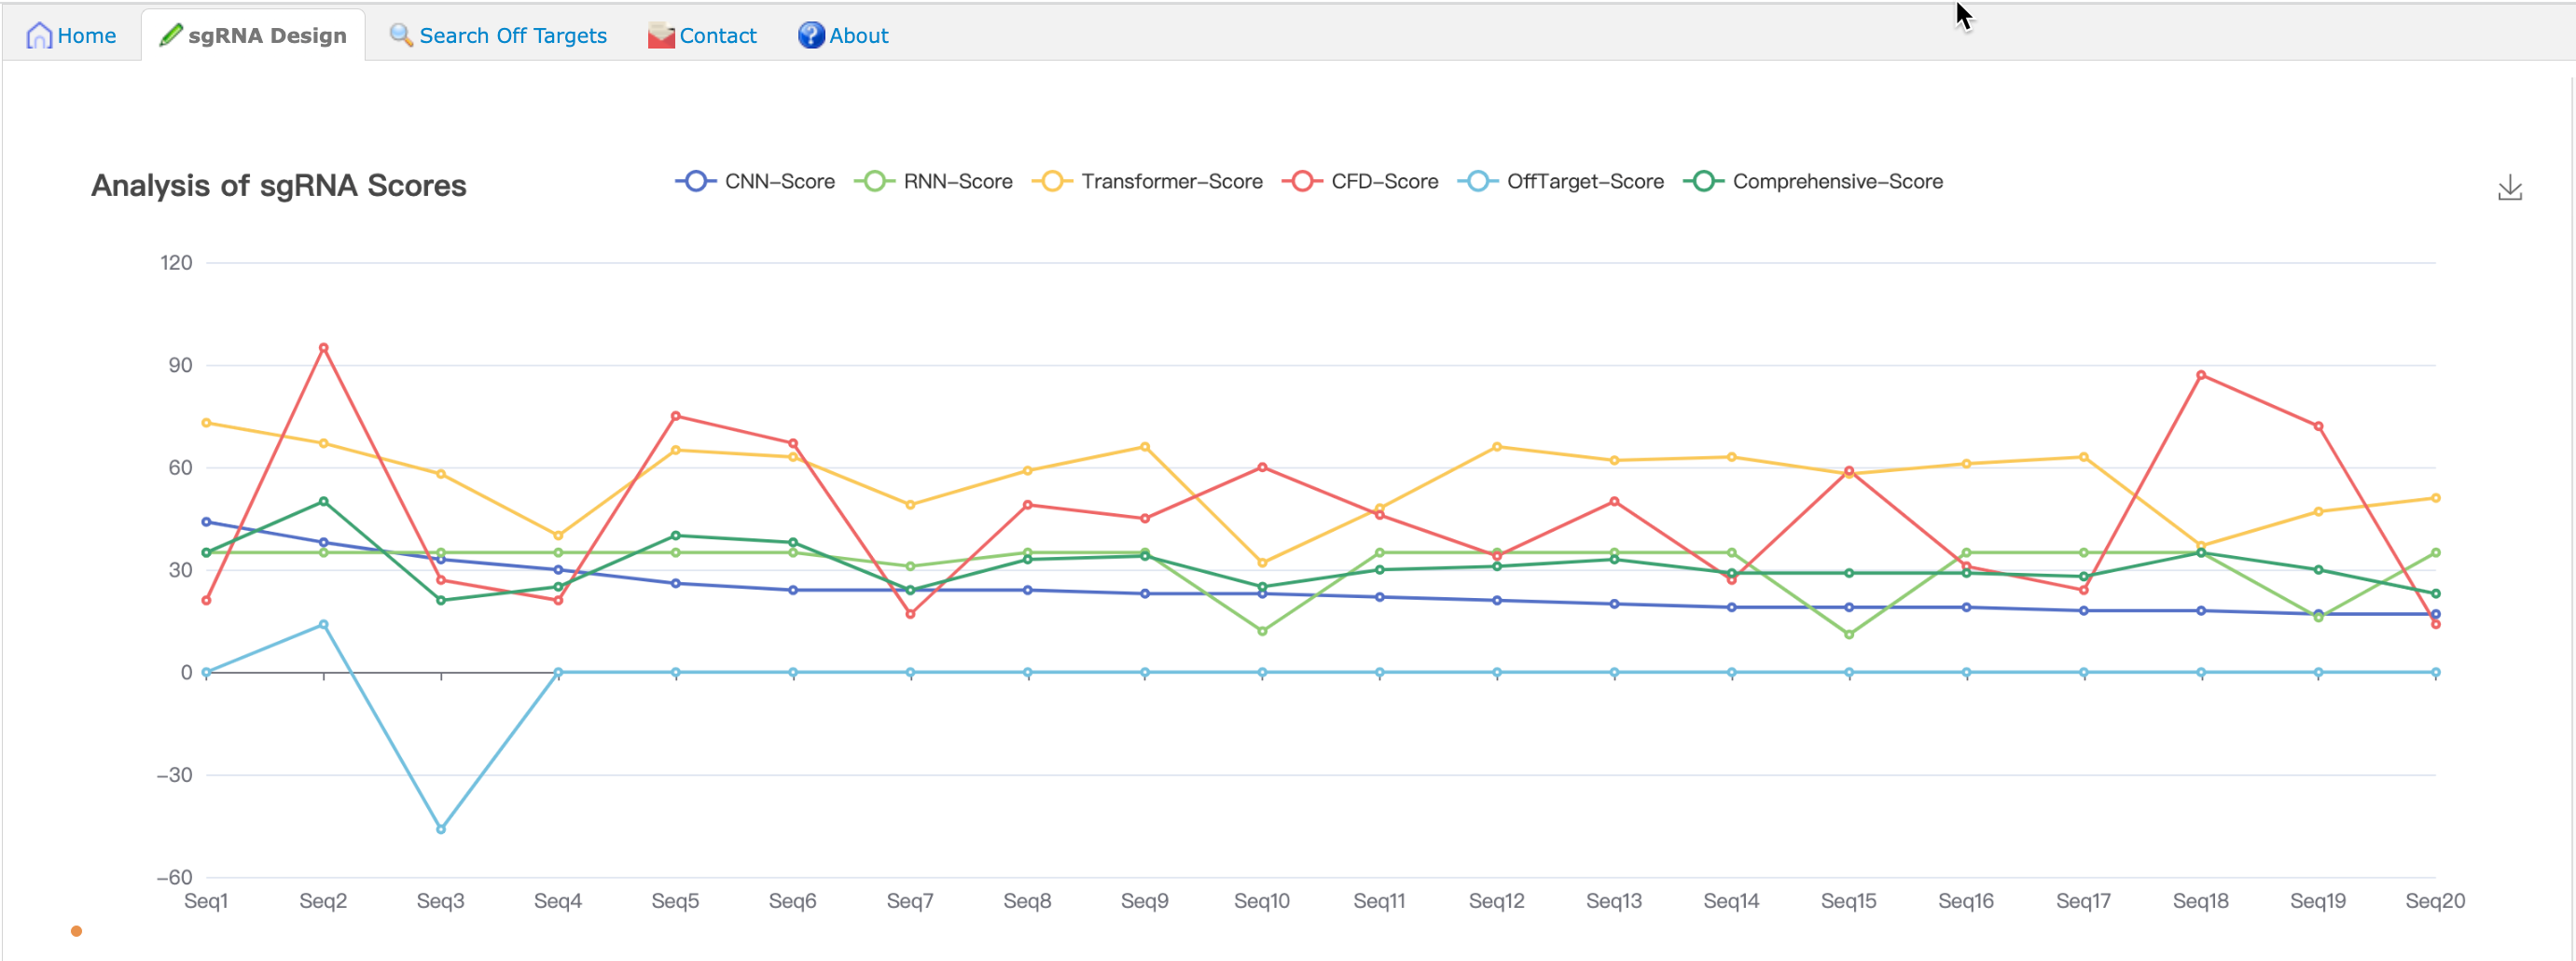 Home sgRNA Design Search Off Targets Contact About
Analysis of sgRNA Scores
CNN-Score RNN-Score Transformer-Score CFD-Score OffTarget-Score Comprehensive-Score
120
90
60
30
0
-30
-60
Seq1 Seq2 Seq3 Seq4 Seq5 Seq6 Seq7 Seq8 Seq9 Seq10 Seq11 Seq12 Seq13 Seq14 Seq15 Seq16 Seq17 Seq18 Seq19 Seq20